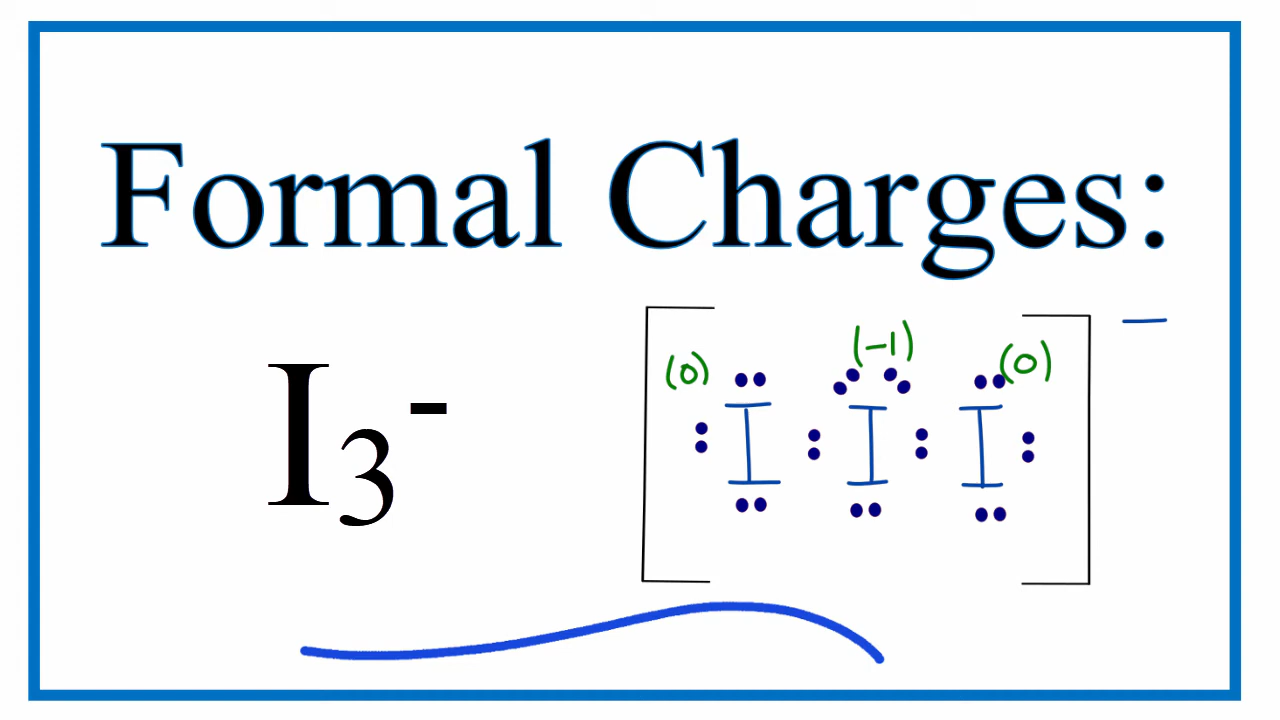 Formal Charges:
I₃⁻
[ (0) (-1) (0) ] –
I I I